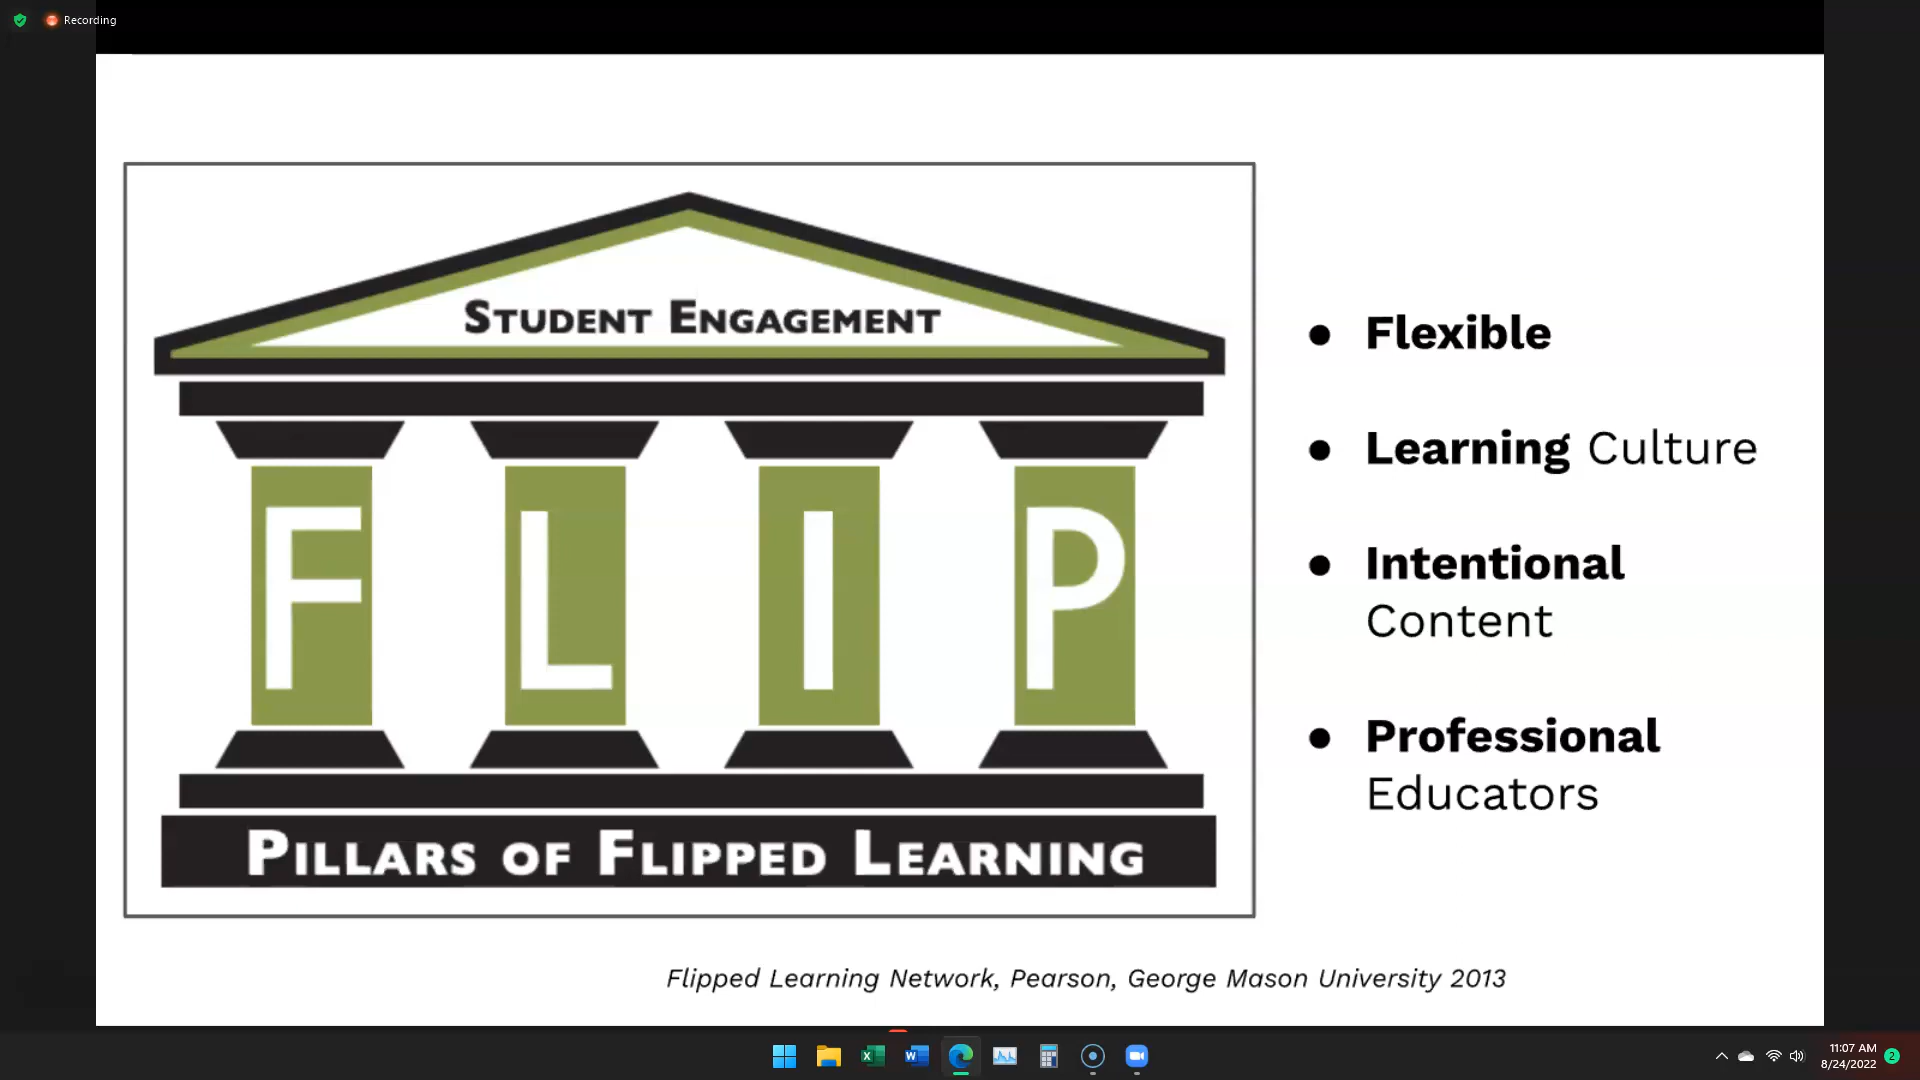 Recording
STUDENT ENGAGEMENT
F L I P
PILLARS OF FLIPPED LEARNING
● Flexible
● Learning Culture
● Intentional
Content
● Professional
Educators
Flipped Learning Network, Pearson, George Mason University 2013
11:07 AM
8/24/2022
2